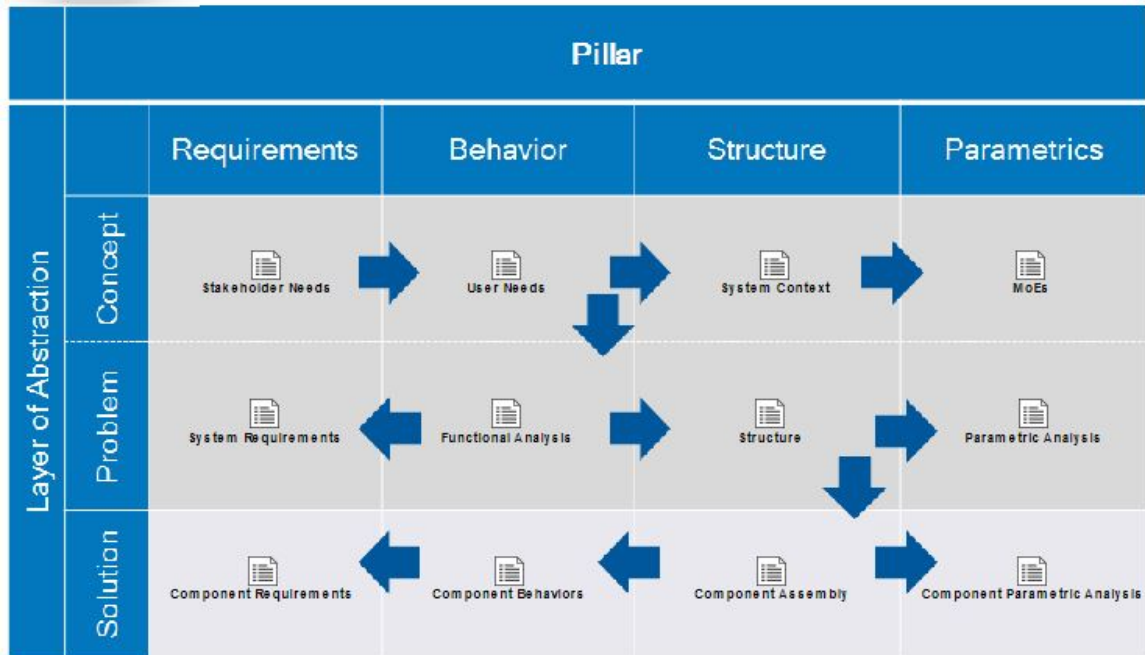 Pillar
Requirements Behavior Structure Parametrics
Layer of Abstraction
Concept
Stakeholder Needs User Needs System Context MoEs
Problem
System Requirements Functional Analysis Structure Parametric Analysis
Solution
Component Requirements Component Behaviors Component Assembly Component Parametric Analysis